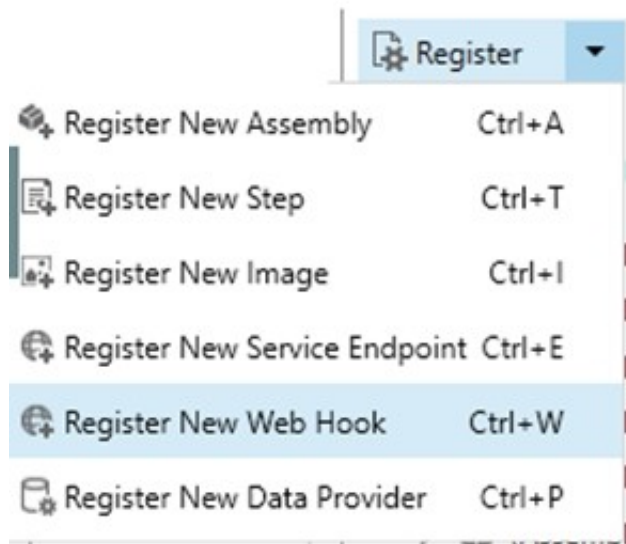 Register
Register New Assembly Ctrl+A
Register New Step Ctrl+T
Register New Image Ctrl+I
Register New Service Endpoint Ctrl+E
Register New Web Hook Ctrl+W
Register New Data Provider Ctrl+P